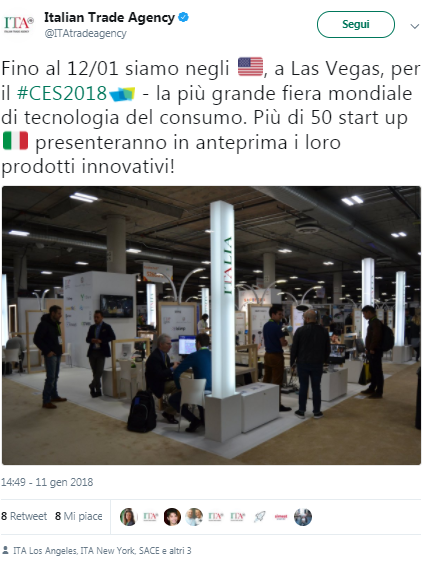 ITA
ITALIAN TRADE AGENCY
Italian Trade Agency
@ITAtradeagency
Segui
Fino al 12/01 siamo negli 🇺🇸, a Las Vegas, per
il #CES2018 - la più grande fiera mondiale
di tecnologia del consumo. Più di 50 start up
🇮🇹 presenteranno in anteprima i loro
prodotti innovativi!
ITALIA
14:49 - 11 gen 2018
8 Retweet 8 Mi piace
ITA Los Angeles, ITA New York, SACE e altri 3